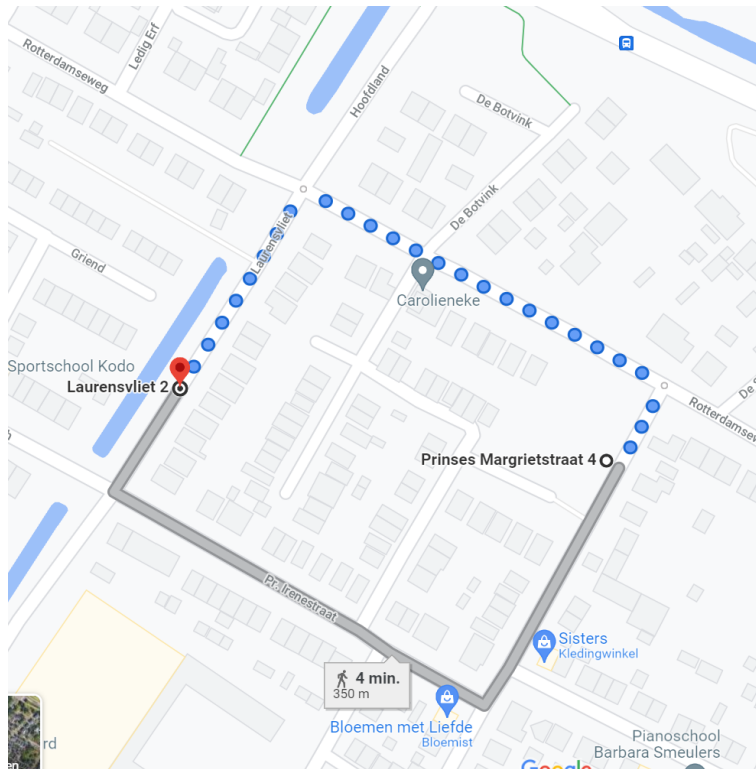 Ledig Erf
Rotterdamseweg
Hoofdland
De Botvink
De Botvink
Laurensvliet
Griend
Carolieneke
Sportschool Kodo
Laurensvliet 2
Rotterdamsew
Prinses Margrietstraat 4
Pr. Irenestraat
Sisters
Kledingwinkel
4 min.
350 m
Bloemen met Liefde
Bloemist
Pianoschool
Barbara Smeulers
Google